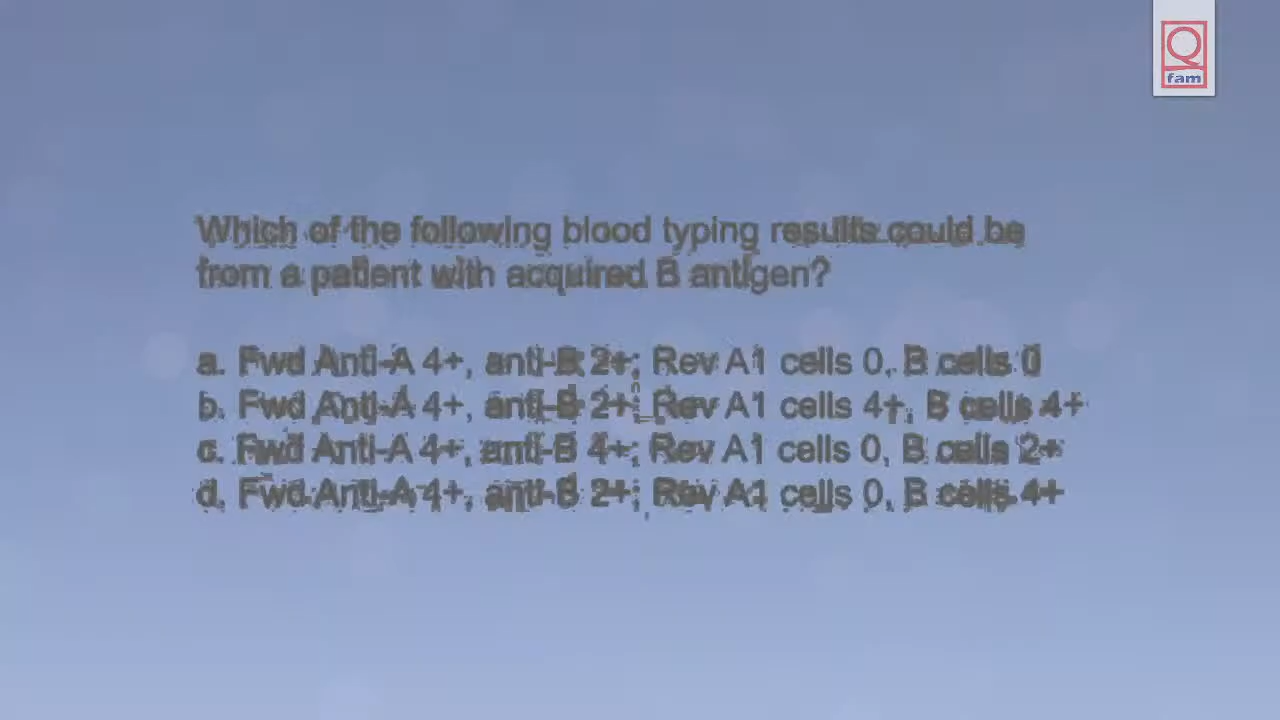 Q
fam
Which of the following blood typing results could be
from a patient with acquired B antigen?
a. Fwd Anti-A 4+, anti-B 2+; Rev A1 cells 0, B cells 0
b. Fwd Anti-A 4+, anti-B 2+; Rev A1 cells 4+, B cells 4+
c. Fwd Anti-A 4+, anti-B 4+; Rev A1 cells 0, B cells 2+
d. Fwd Anti-A 4+, anti-B 2+; Rev A1 cells 0, B cells 4+